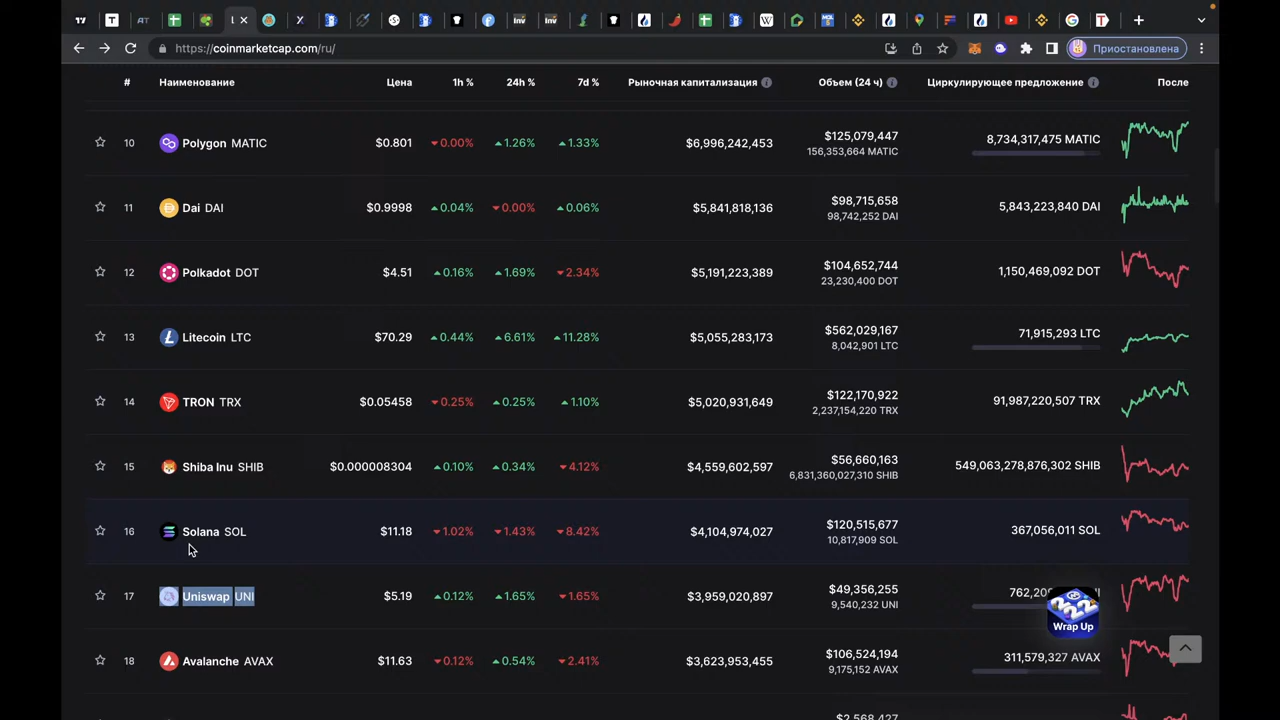 https://coinmarketcap.com/ru/
Приостановлена
# Наименование Цена 1h % 24h % 7d % Рыночная капитализация Объем (24 ч) Циркулирующее предложение После
10 Polygon MATIC $0.801 0.00% 1.26% 1.33% $6,996,242,453 $125,079,447 8,734,317,475 MATIC
156,353,664 MATIC
11 Dai DAI $0.9998 0.04% 0.00% 0.06% $5,841,818,136 $98,715,658 5,843,223,840 DAI
98,742,252 DAI
12 Polkadot DOT $4.51 0.16% 1.69% 2.34% $5,191,223,389 $104,652,744 1,150,469,092 DOT
23,230,400 DOT
13 Litecoin LTC $70.29 0.44% 6.61% 11.28% $5,055,283,173 $562,029,167 71,915,293 LTC
8,042,901 LTC
14 TRON TRX $0.05458 0.25% 0.25% 1.10% $5,020,931,649 $122,170,922 91,987,220,507 TRX
2,237,154,220 TRX
15 Shiba Inu SHIB $0.000008304 0.10% 0.34% 4.12% $4,559,602,597 $56,660,163 549,063,278,876,302 SHIB
6,831,360,027,310 SHIB
16 Solana SOL $11.18 1.02% 1.43% 8.42% $4,104,974,027 $120,515,677 367,056,011 SOL
10,817,909 SOL
17 Uniswap UNI $5.19 0.12% 1.65% 1.65% $3,959,020,897 $49,356,255
9,540,232 UNI
Wrap Up
18 Avalanche AVAX $11.63 0.12% 0.54% 2.41% $3,623,953,455 $106,524,194 311,579,327 AVAX
9,175,152 AVAX